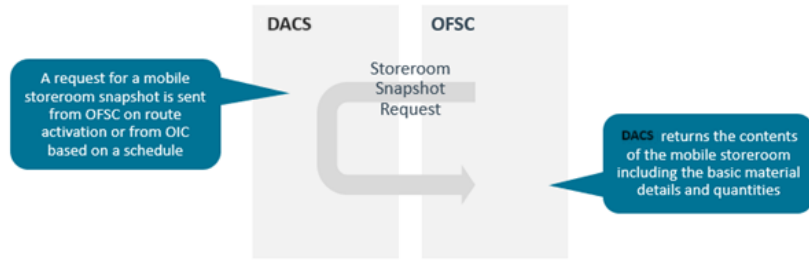 DACS
OFSC
Storeroom
Snapshot
Request
A request for a mobile
storeroom snapshot is sent
from OFSC on route
activation or from OIC
based on a schedule
DACS returns the contents
of the mobile storeroom
including the basic material
details and quantities